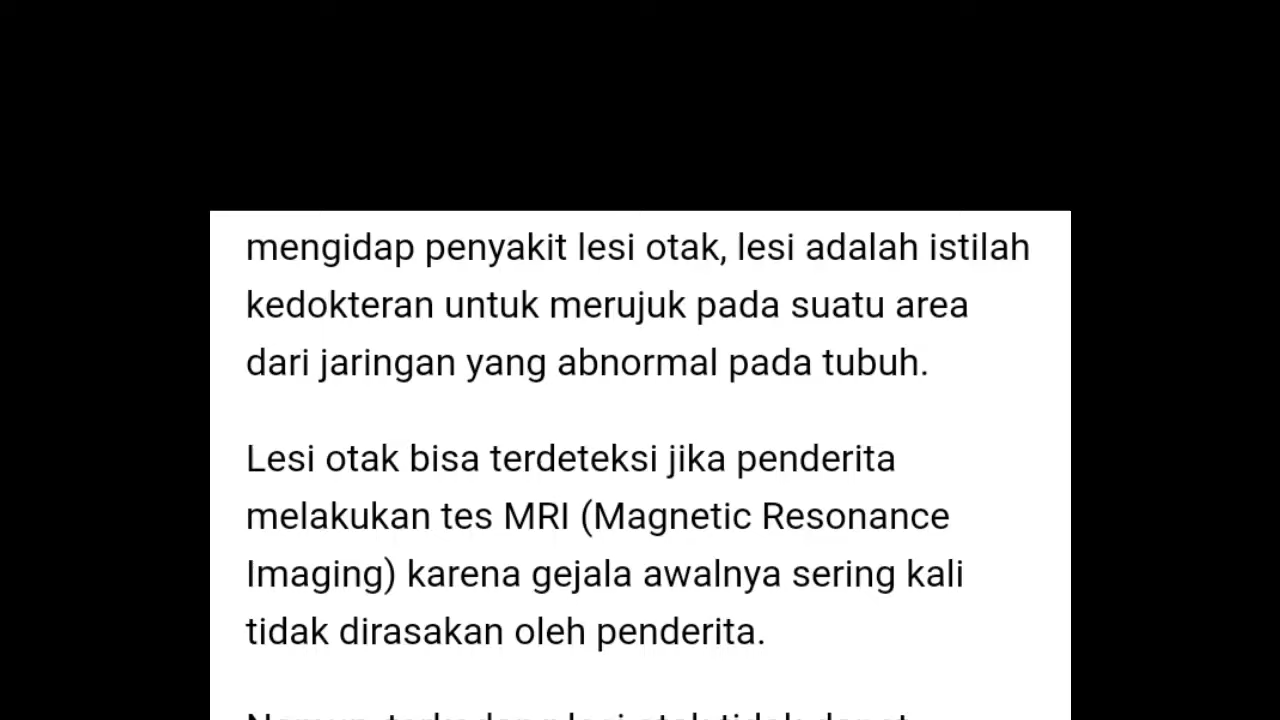 mengidap penyakit lesi otak, lesi adalah istilah
kedokteran untuk merujuk pada suatu area
dari jaringan yang abnormal pada tubuh.
Lesi otak bisa terdeteksi jika penderita
melakukan tes MRI (Magnetic Resonance
Imaging) karena gejala awalnya sering kali
tidak dirasakan oleh penderita.